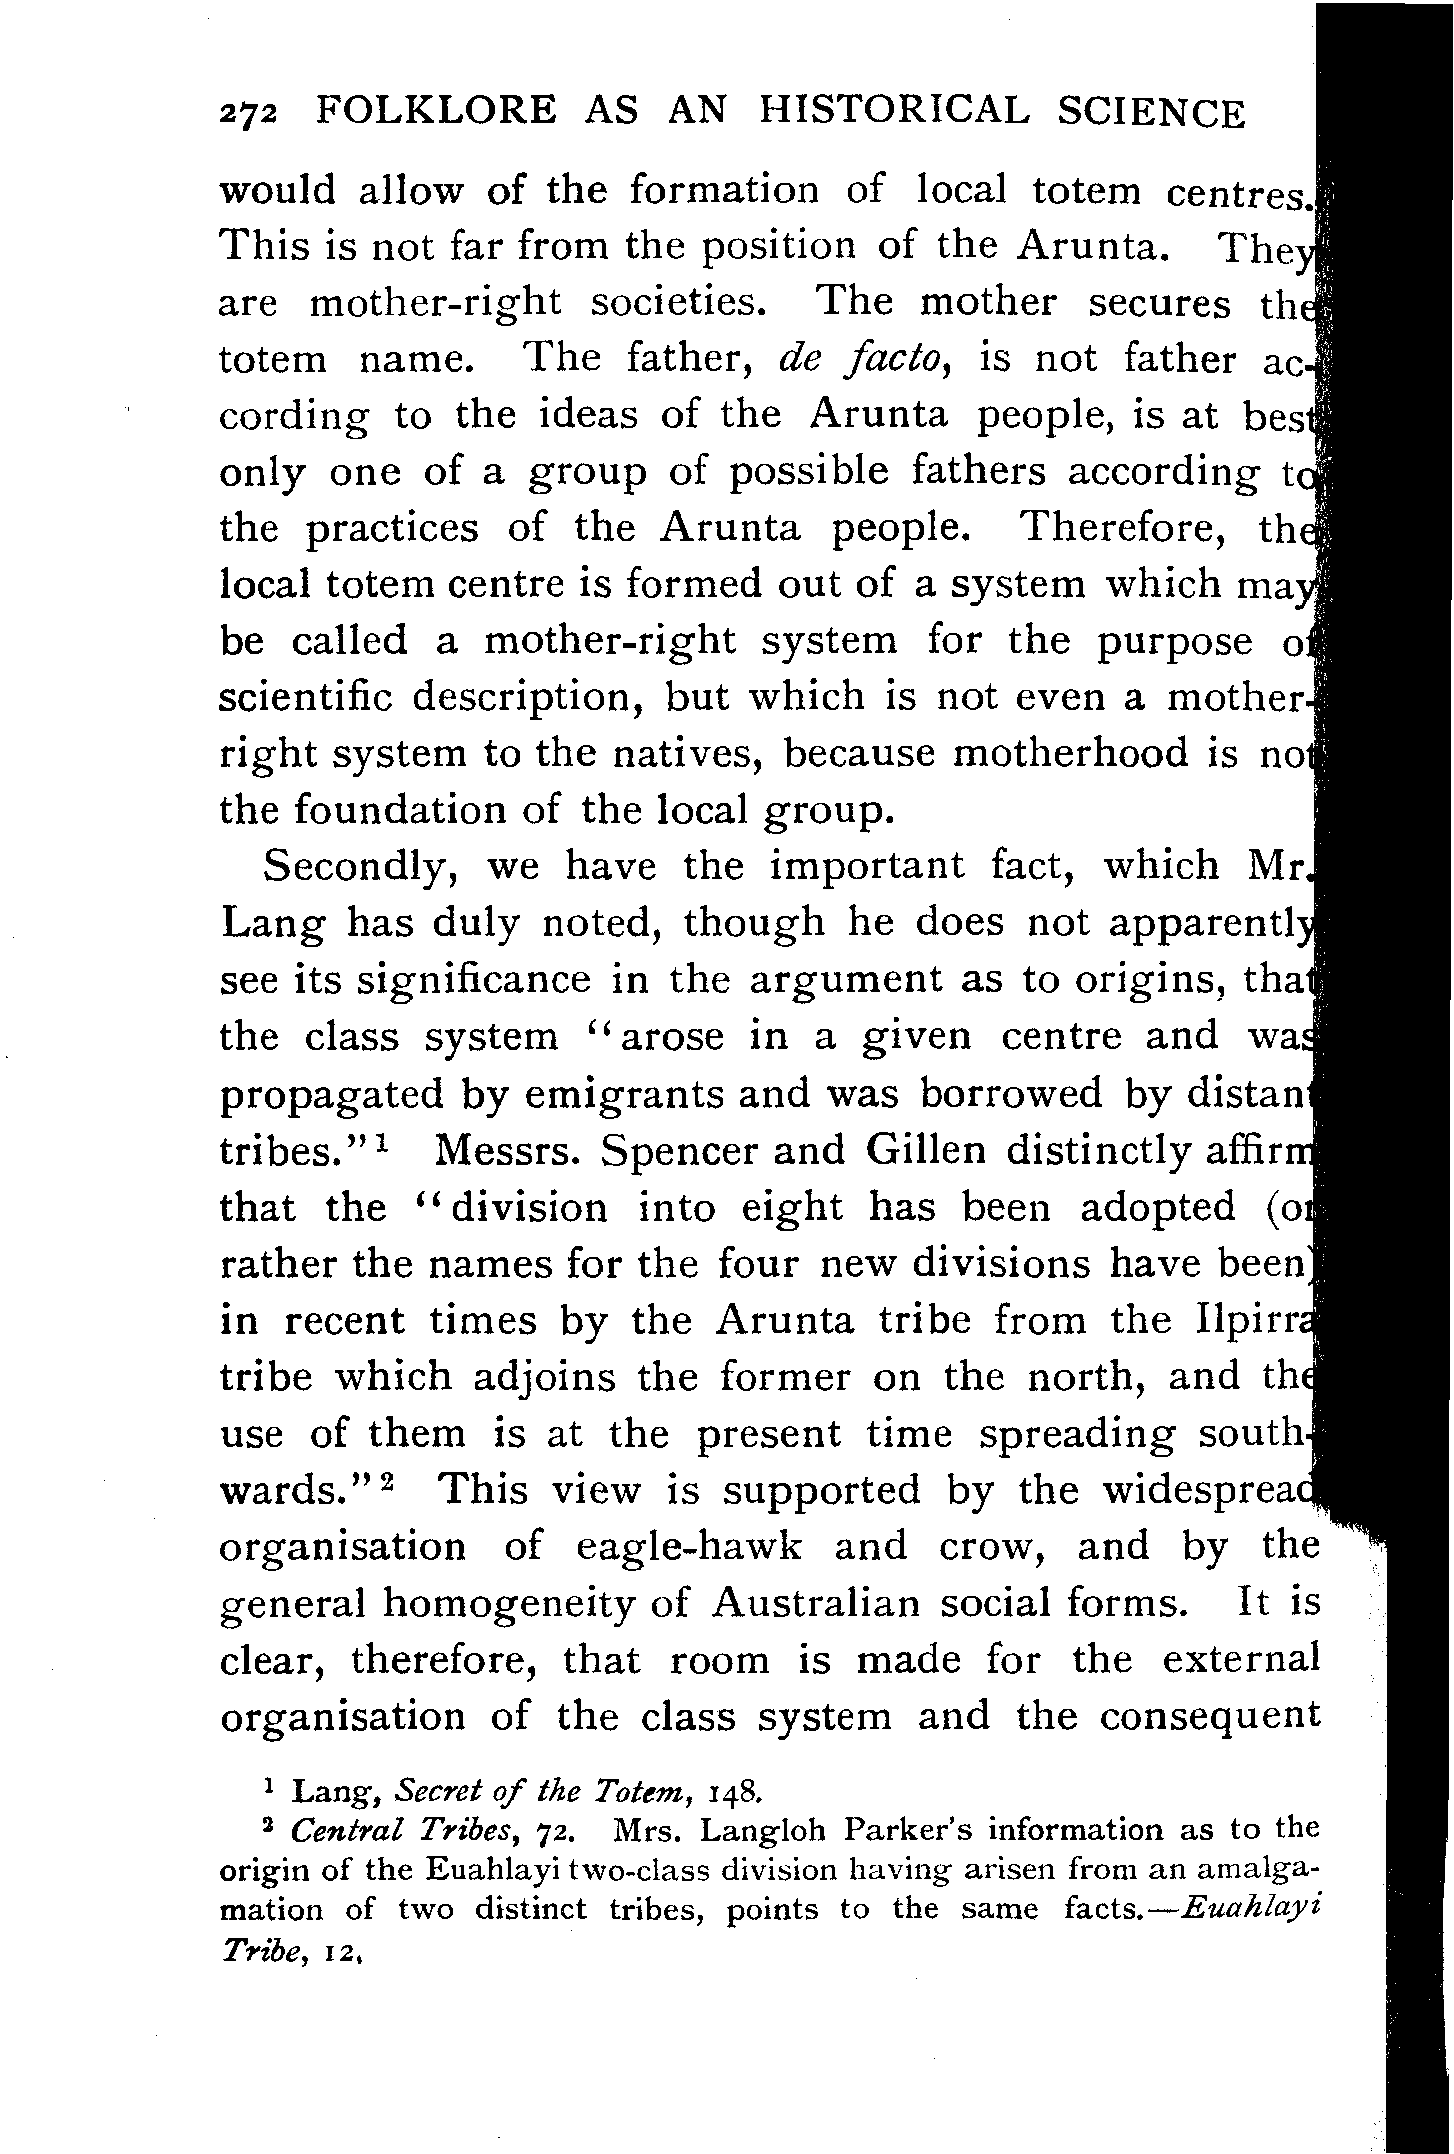 272 FOLKLORE AS AN HISTORICAL SCIENCE
would allow of the formation of local totem centres.
This is not far from the position of the Arunta. They
are mother-right societies. The mother secures the
totem name. The father, de facto, is not father ac-
cording to the ideas of the Arunta people, is at best
only one of a group of possible fathers according to
the practices of the Arunta people. Therefore, the
local totem centre is formed out of a system which may
be called a mother-right system for the purpose of
scientific description, but which is not even a mother-
right system to the natives, because motherhood is not
the foundation of the local group.
Secondly, we have the important fact, which Mr.
Lang has duly noted, though he does not apparently
see its significance in the argument as to origins, that
the class system "arose in a given centre and was
propagated by emigrants and was borrowed by distant
tribes."¹ Messrs. Spencer and Gillen distinctly affirm
that the "division into eight has been adopted (or
rather the names for the four new divisions have been)
in recent times by the Arunta tribe from the Ilpirra
tribe which adjoins the former on the north, and the
use of them is at the present time spreading south-
wards."² This view is supported by the widespread
organisation of eagle-hawk and crow, and by the
general homogeneity of Australian social forms. It is
clear, therefore, that room is made for the external
organisation of the class system and the consequent
¹ Lang, Secret of the Totem, 148.
² Central Tribes, 72. Mrs. Langloh Parker's information as to the
origin of the Euahlayi two-class division having arisen from an amalga-
mation of two distinct tribes, points to the same facts.—Euahlayi
Tribe, 12.